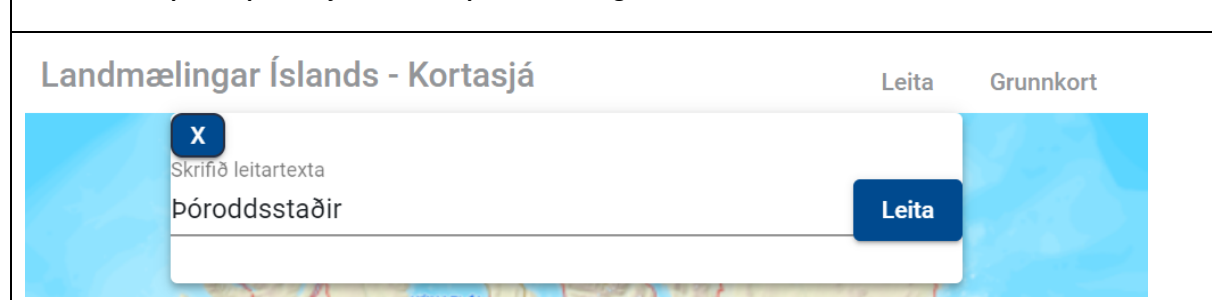 Landmælingar Íslands - Kortasjá
Leita Grunnkort
X
Skrifið leitartexta
Þóroddsstaðir
Leita